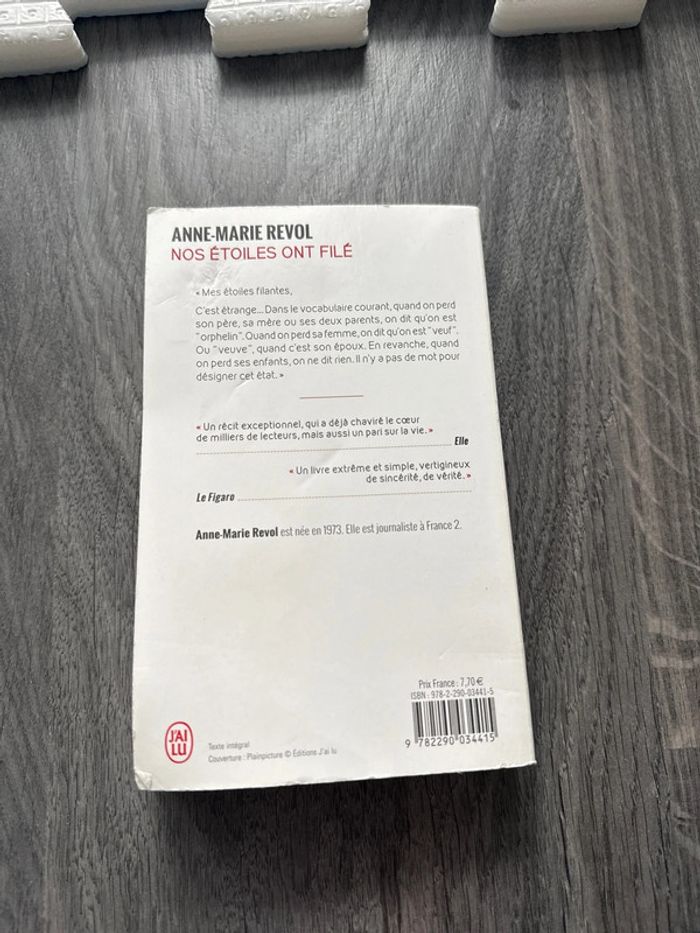 ANNE-MARIE REVOL
NOS ÉTOILES ONT FILÉ
« Mes étoiles filantes,
C'est étrange... Dans le vocabulaire courant, quand on perd
son père, sa mère ou ses deux parents, on dit qu'on est
"orphelin". Quand on perd sa femme, on dit qu'on est "veuf".
Ou "veuve", quand c'est son époux. En revanche, quand
on perd ses enfants, on ne dit rien. Il n'y a pas de mot pour
désigner cet état. »
« Un récit exceptionnel, qui a déjà chaviré le cœur
de milliers de lecteurs, mais aussi un pari sur la vie. »
Elle
« Un livre extrême et simple, vertigineux
de sincérité, de vérité. »
Le Figaro
Anne-Marie Revol est née en 1973. Elle est journaliste à France 2.
Prix France : 7,70 €
ISBN : 978-2-290-03441-5
9 782290 034415
J'AI
LU
Texte intégral
Couverture : Plainpicture © Éditions J'ai lu